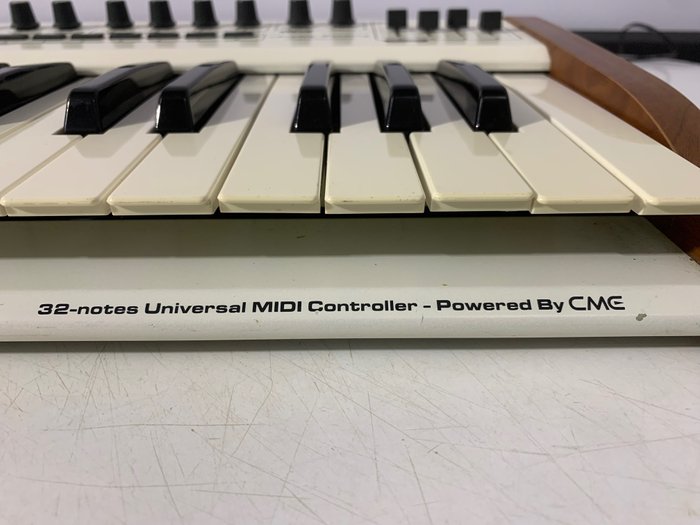 32-notes Universal MIDI Controller - Powered By CME